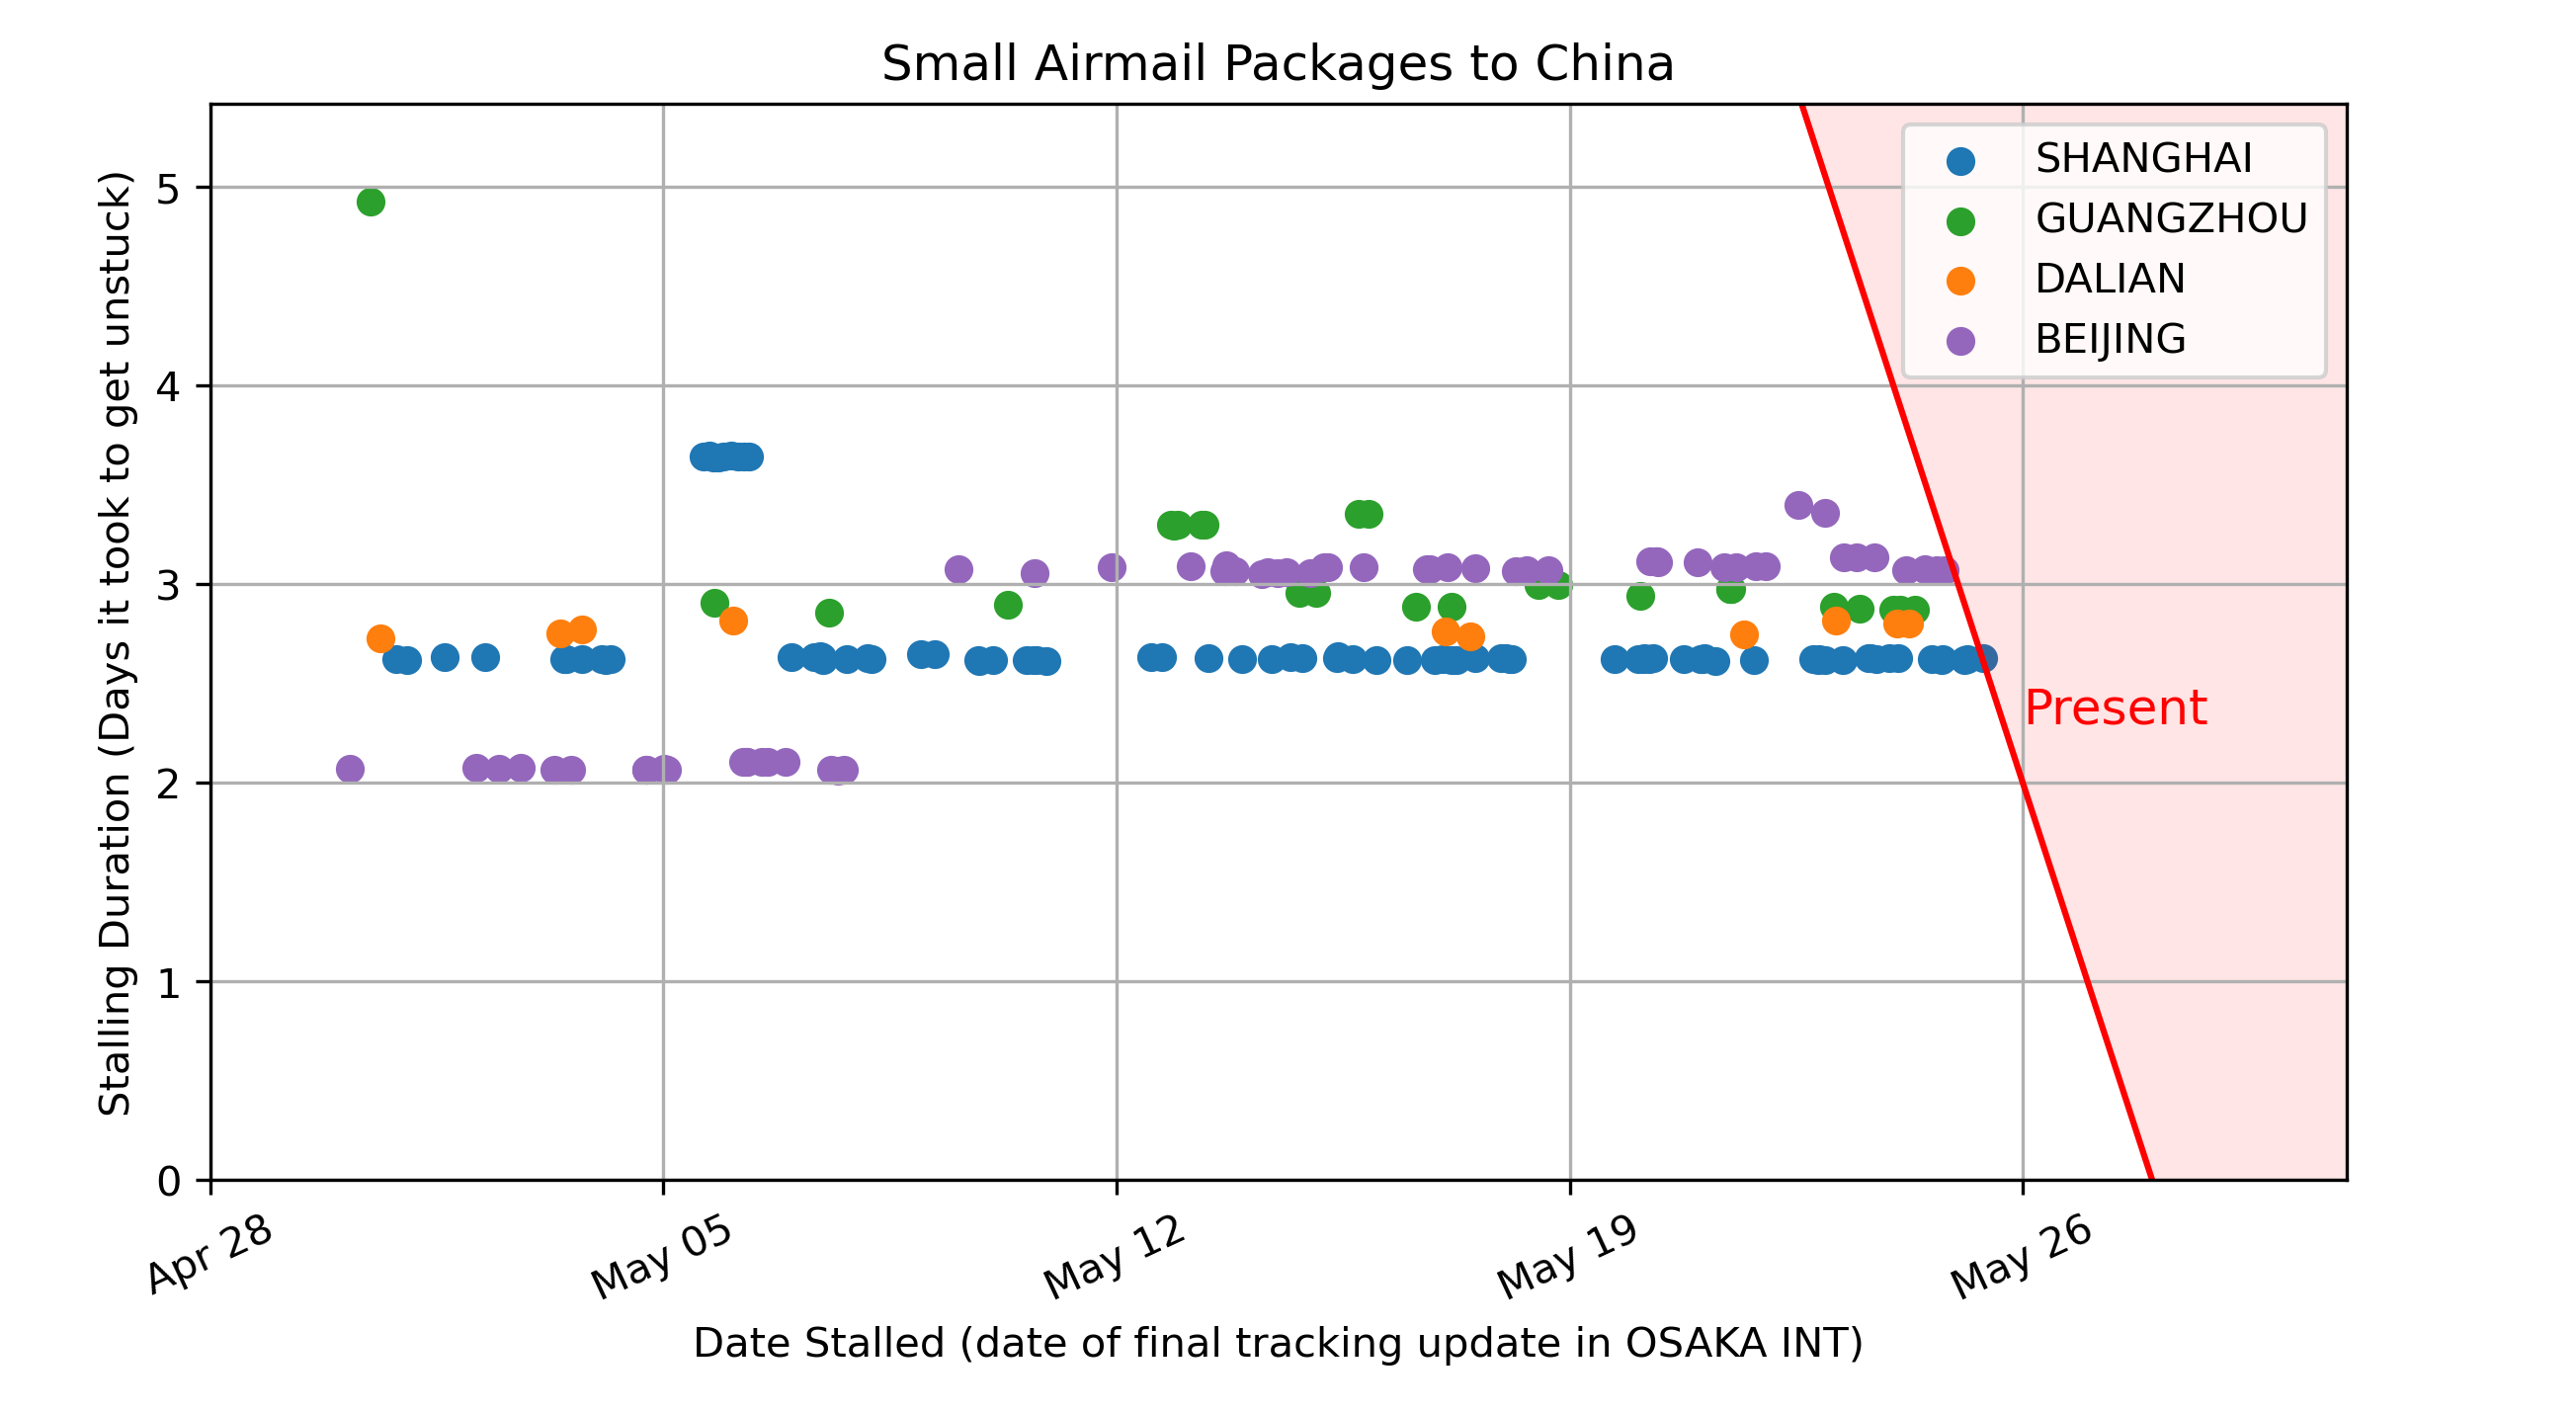 Small Airmail Packages to China
Stalling Duration (Days it took to get unstuck)
5
4
3
2
1
0
SHANGHAI
GUANGZHOU
DALIAN
BEIJING
Present
Apr 28
May 05
May 12
May 19
May 26
Date Stalled (date of final tracking update in OSAKA INT)